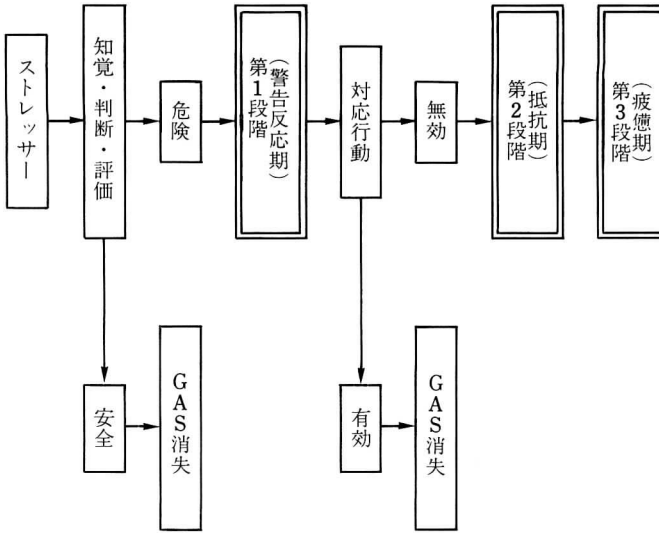 ストレッサー
知覚・判断・評価
危険
第1段階
（警告反応期）
対応行動
無効
第2段階
（抵抗期）
第3段階
（疲憊期）
安全
GAS消失
有効
GAS消失